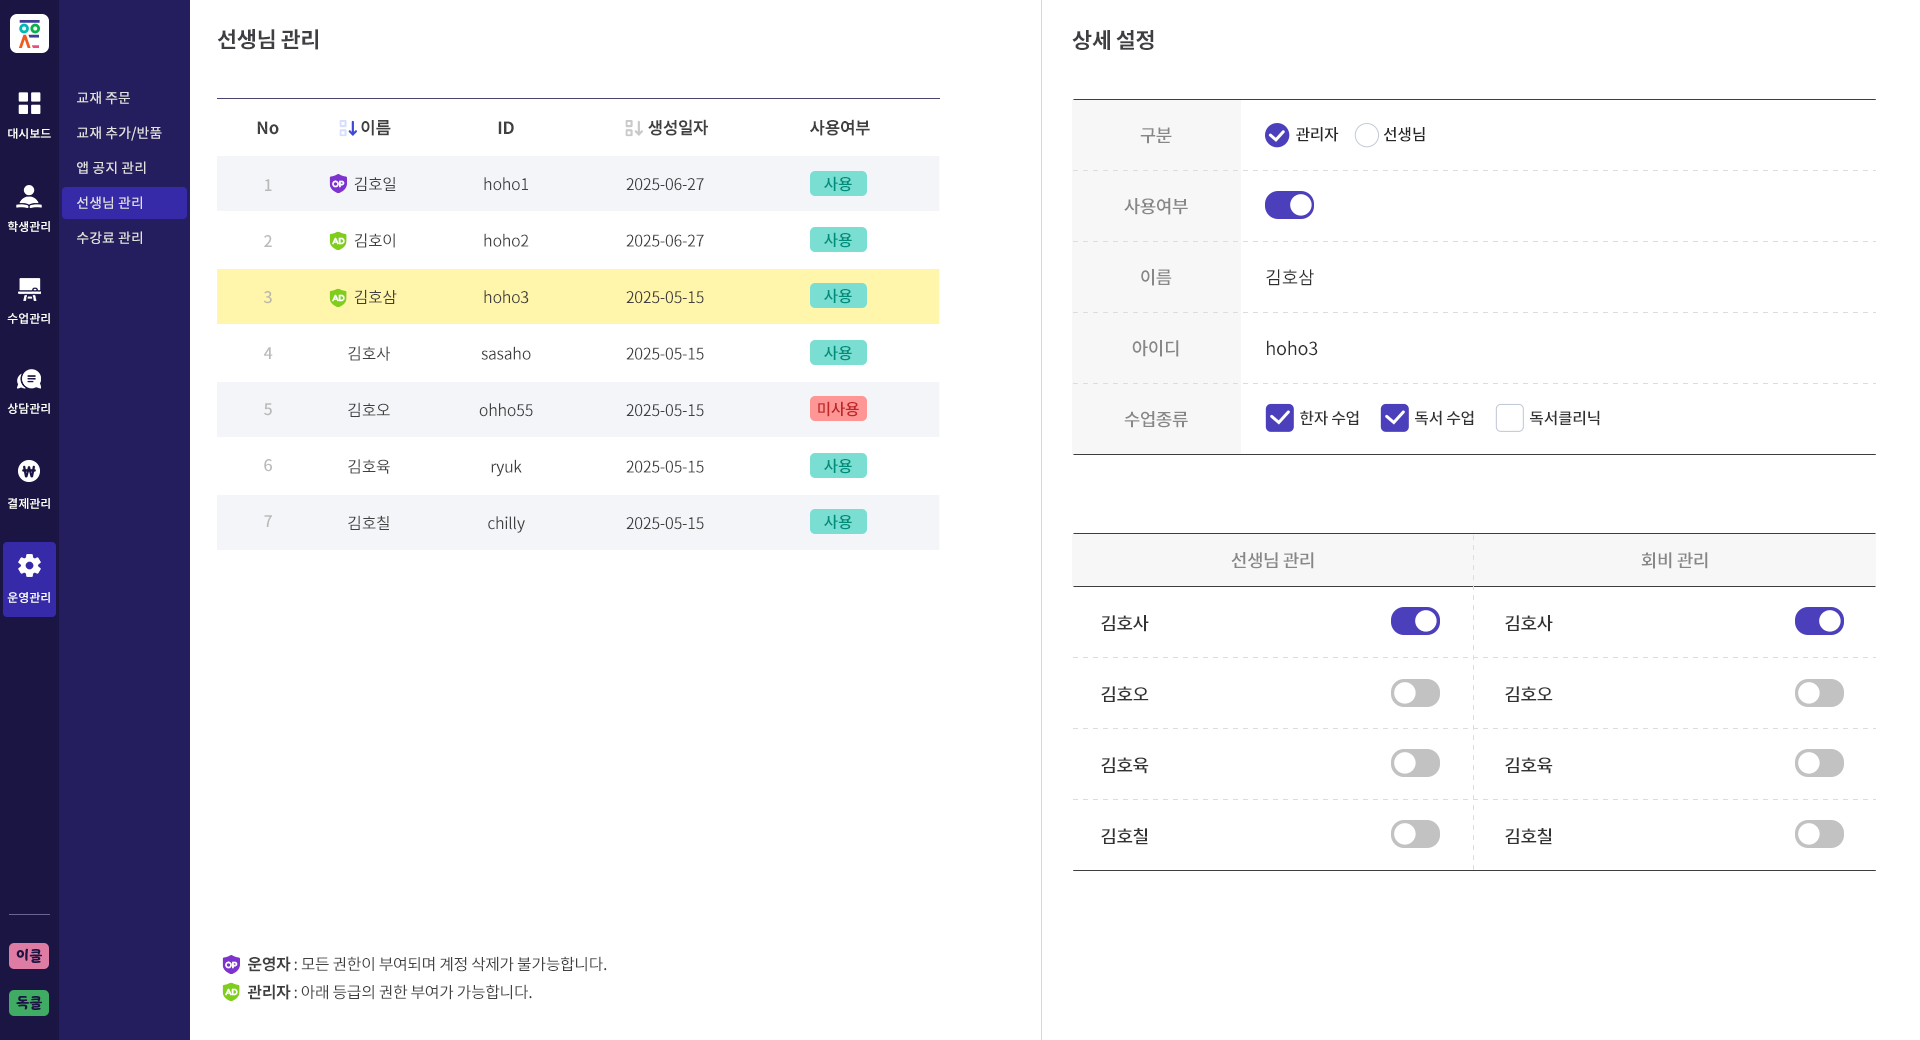 대시보드
학생관리
수업관리
상담관리
결제관리
운영관리
이클
독클
교재 주문
교재 추가/반품
앱 공지 관리
선생님 관리
수강료 관리
선생님 관리
No 이름 ID 생성일자 사용여부
1 OP 김호일 hoho1 2025-06-27 사용
2 AD 김호이 hoho2 2025-06-27 사용
3 AD 김호삼 hoho3 2025-05-15 사용
4 김호사 sasaho 2025-05-15 사용
5 김호오 ohho55 2025-05-15 미사용
6 김호육 ryuk 2025-05-15 사용
7 김호칠 chilly 2025-05-15 사용
OP 운영자 : 모든 권한이 부여되며 계정 삭제가 불가능합니다.
AD 관리자 : 아래 등급의 권한 부여가 가능합니다.
상세 설정
구분 관리자 선생님
사용여부
이름 김호삼
아이디 hoho3
수업종류 한자 수업 독서 수업 독서클리닉
선생님 관리 회비 관리
김호사 김호사
김호오 김호오
김호육 김호육
김호칠 김호칠